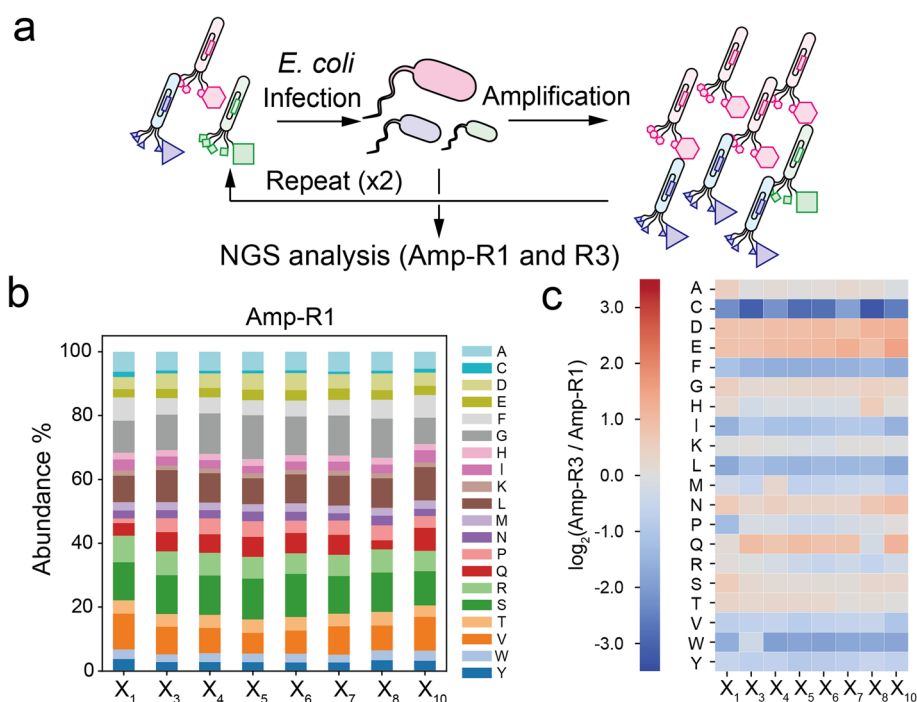 a
E. coli
Infection
Amplification
Repeat (x2)
NGS analysis (Amp-R1 and R3)
b
Amp-R1
Abundance %
100
80
60
40
20
0
X1 X3 X4 X5 X6 X7 X8 X10
A
C
D
E
F
G
H
I
K
L
M
N
P
Q
R
S
T
V
W
Y
c
log2(Amp-R3 / Amp-R1)
3.0
2.0
1.0
0.0
-1.0
-2.0
-3.0
A
C
D
E
F
G
H
I
K
L
M
N
P
Q
R
S
T
V
W
Y
X1 X3 X4 X5 X6 X7 X8 X10